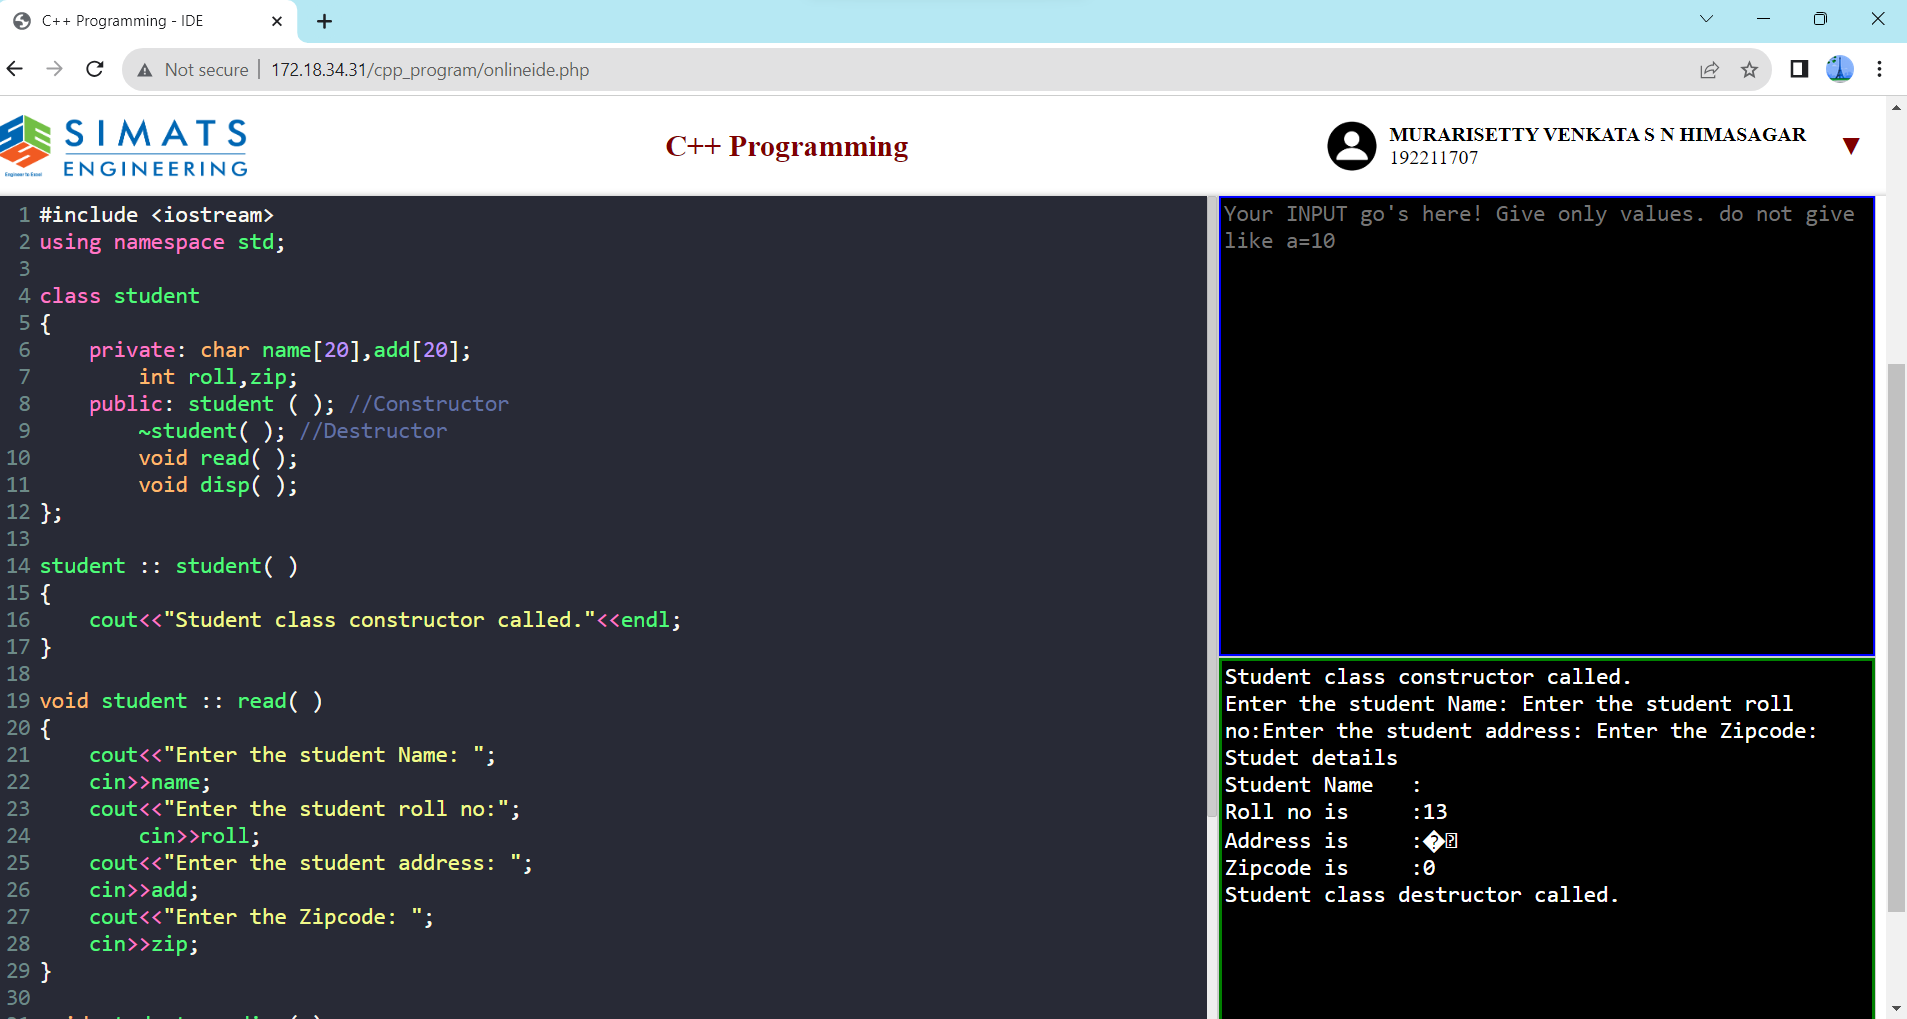 C++ Programming - IDE
Not secure | 172.18.34.31/cpp_program/onlineide.php
SIMATS
ENGINEERING
Engineer to Excel
C++ Programming
MURARISETTY VENKATA S N HIMASAGAR
192211707
1 #include <iostream>
2 using namespace std;
3
4 class student
5 {
6     private: char name[20],add[20];
7         int roll,zip;
8     public: student ( ); //Constructor
9         ~student( ); //Destructor
10         void read( );
11         void disp( );
12 };
13
14 student :: student( )
15 {
16     cout<<"Student class constructor called."<<endl;
17 }
18
19 void student :: read( )
20 {
21     cout<<"Enter the student Name: ";
22     cin>>name;
23     cout<<"Enter the student roll no:";
24         cin>>roll;
25     cout<<"Enter the student address: ";
26     cin>>add;
27     cout<<"Enter the Zipcode: ";
28     cin>>zip;
29 }
30
Your INPUT go's here! Give only values. do not give
like a=10
Student class constructor called.
Enter the student Name: Enter the student roll
no:Enter the student address: Enter the Zipcode:
Studet details
Student Name   :
Roll no is     :13
Address is     :�
Zipcode is     :0
Student class destructor called.